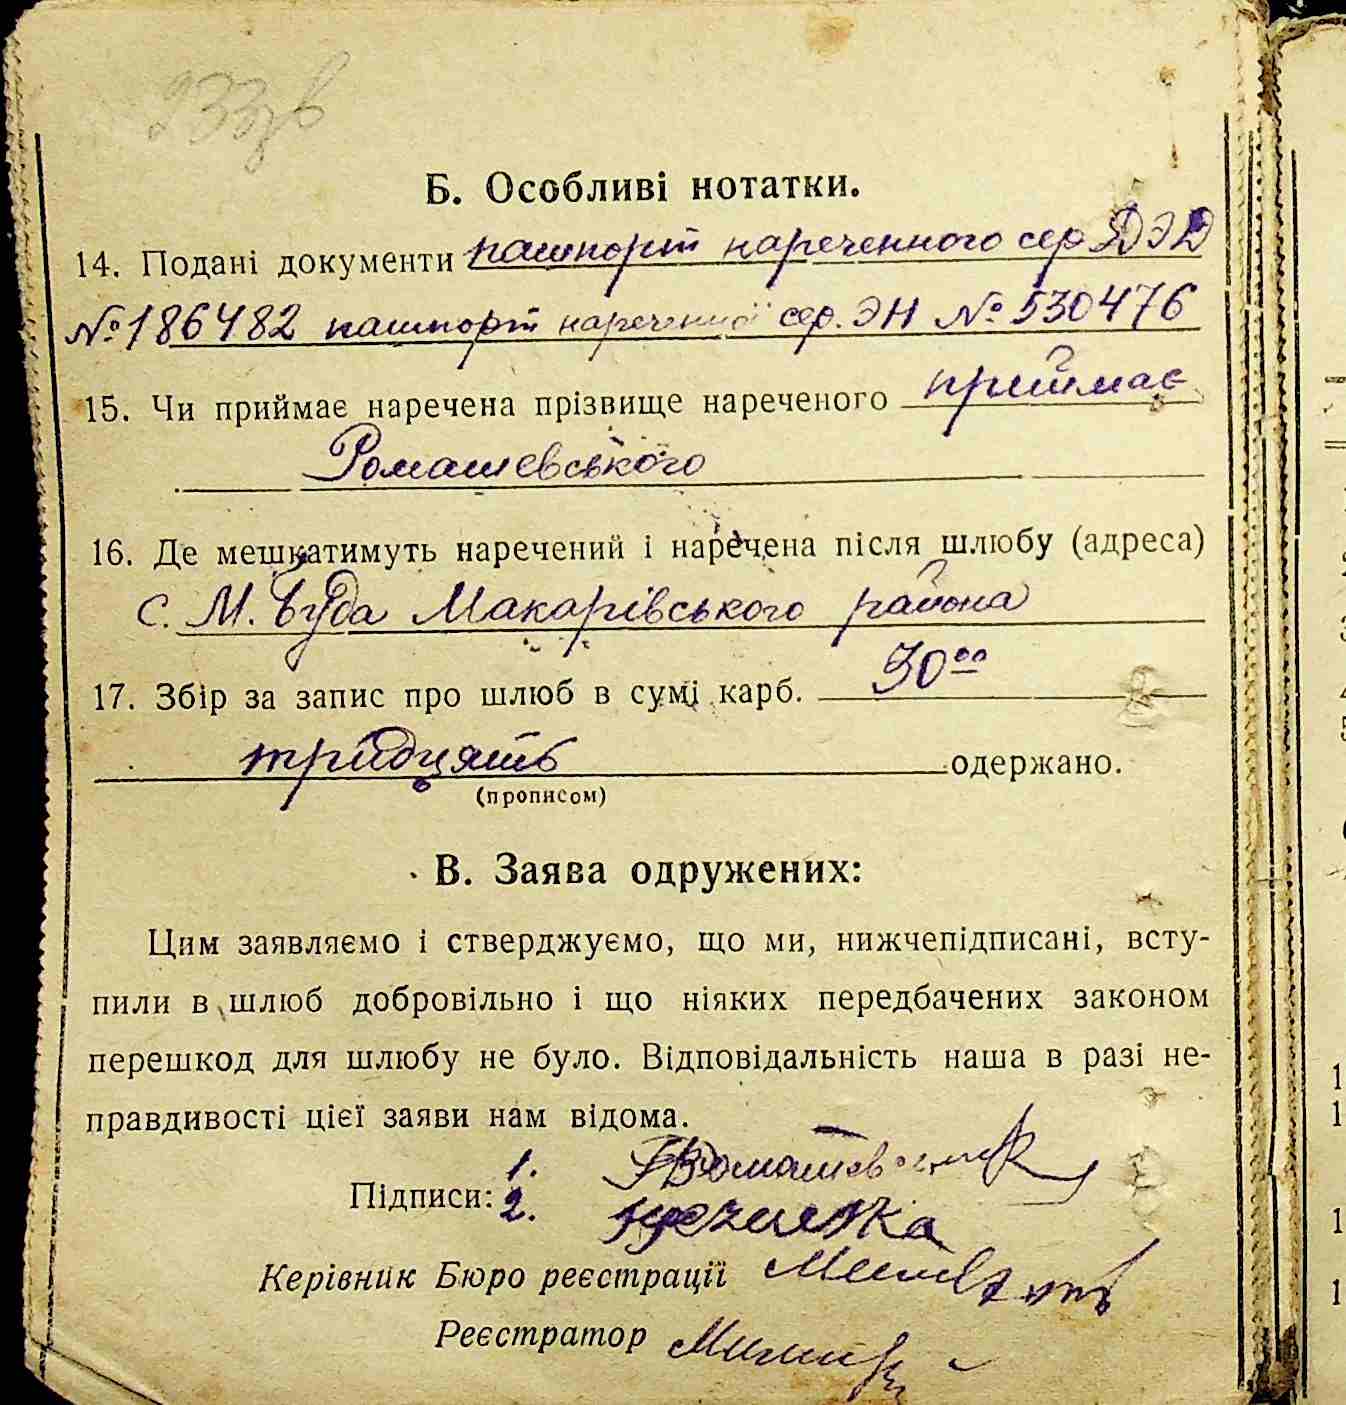 Б. Особливі нотатки.
14. Подані документи пашпорт нареченного сер ДЭД
№ 186482 пашпорт нареченної сер. ЭН № 530476
15. Чи приймає наречена прізвище нареченого приймає
Ромашевського
16. Де мешкатимуть наречений і наречена після шлюбу (адреса)
с. М. Буда Макарівського района
17. Збір за запис про шлюб в сумі карб. 30⁰⁰
тридцять одержано.
(прописом)
В. Заява одружених:
Цим заявляємо і стверджуємо, що ми, нижчепідписані, всту-
пили в шлюб добровільно і що ніяких передбачених законом
перешкод для шлюбу не було. Відповідальність наша в разі не-
правдивості цієї заяви нам відома.
Підписи: 1.
2.
Керівник Бюро реєстрації
Реєстратор